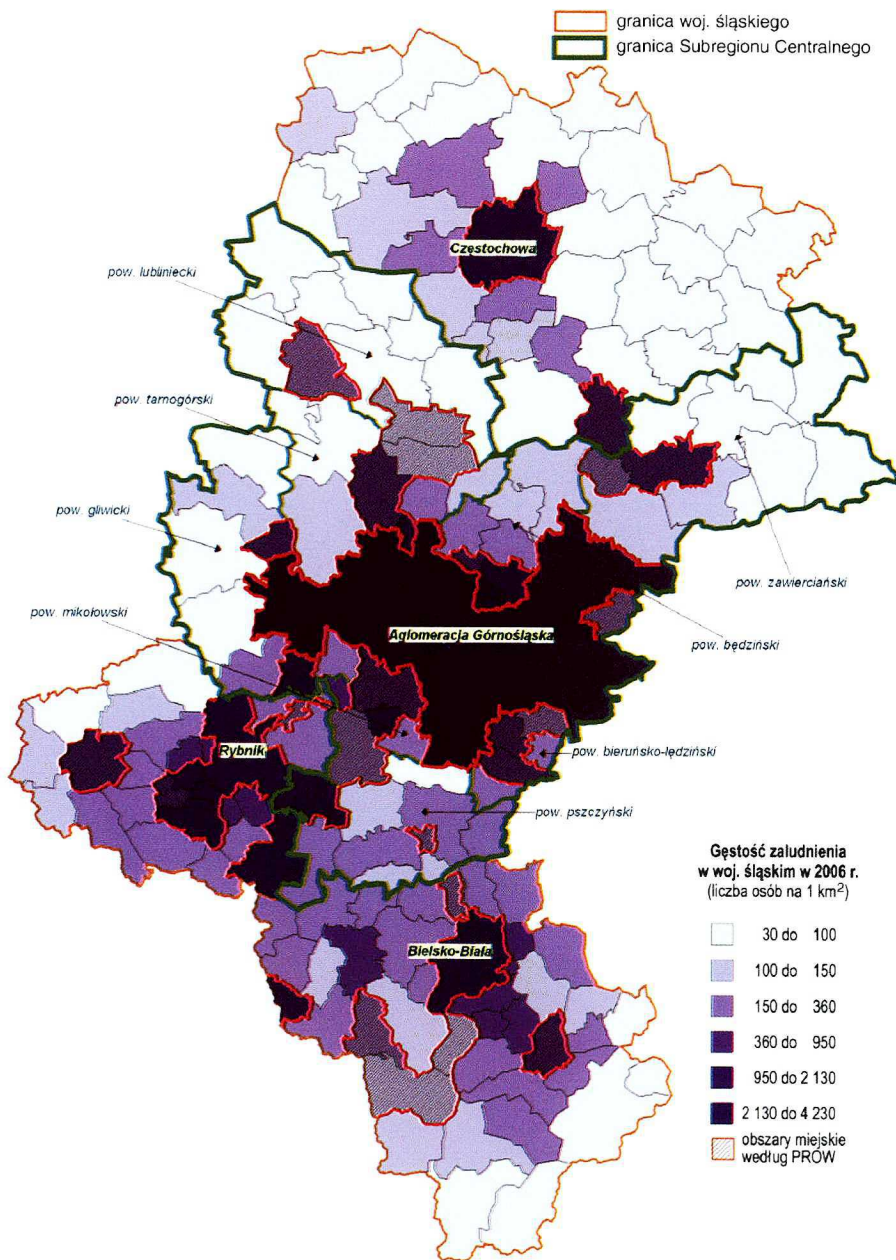 granica woj. śląskiego
granica Subregionu Centralnego
Częstochowa
pow. lubliniecki
pow. tarnogórski
pow. gliwicki
pow. zawierciański
pow. mikołowski
Aglomeracja Górnośląska
pow. będziński
Rybnik
pow. bieruńsko-lędziński
pow. pszczyński
Bielsko-Biała
Gęstość zaludnienia
w woj. śląskim w 2006 r.
(liczba osób na 1 km²)
30 do 100
100 do 150
150 do 360
360 do 950
950 do 2 130
2 130 do 4 230
obszary miejskie
według PROW